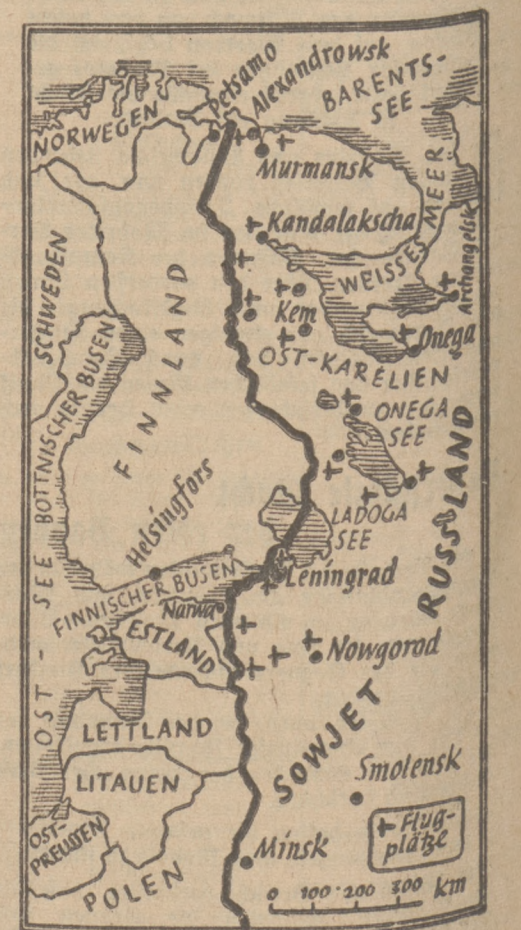 Petsamo
Alexandrowsk
BARENTS-
SEE
NORWEGEN
Murmansk
Kandalakscha
WEISSES
MEER
Archangelsk
SCHWEDEN
Kem
Onega
OST-KARELIEN
BOTTNISCHER BUSEN
FINNLAND
ONEGA
SEE
RUSSLAND
Helsingfors
LADOGA
SEE
OST-SEE
FINNISCHER BUSEN
Leningrad
Narwa
ESTLAND
Nowgorod
LETTLAND
SOWJET
LITAUEN
Smolensk
OST-
PREUSSEN
Flug-
plätze
Minsk
POLEN
0 100 · 200 300 km